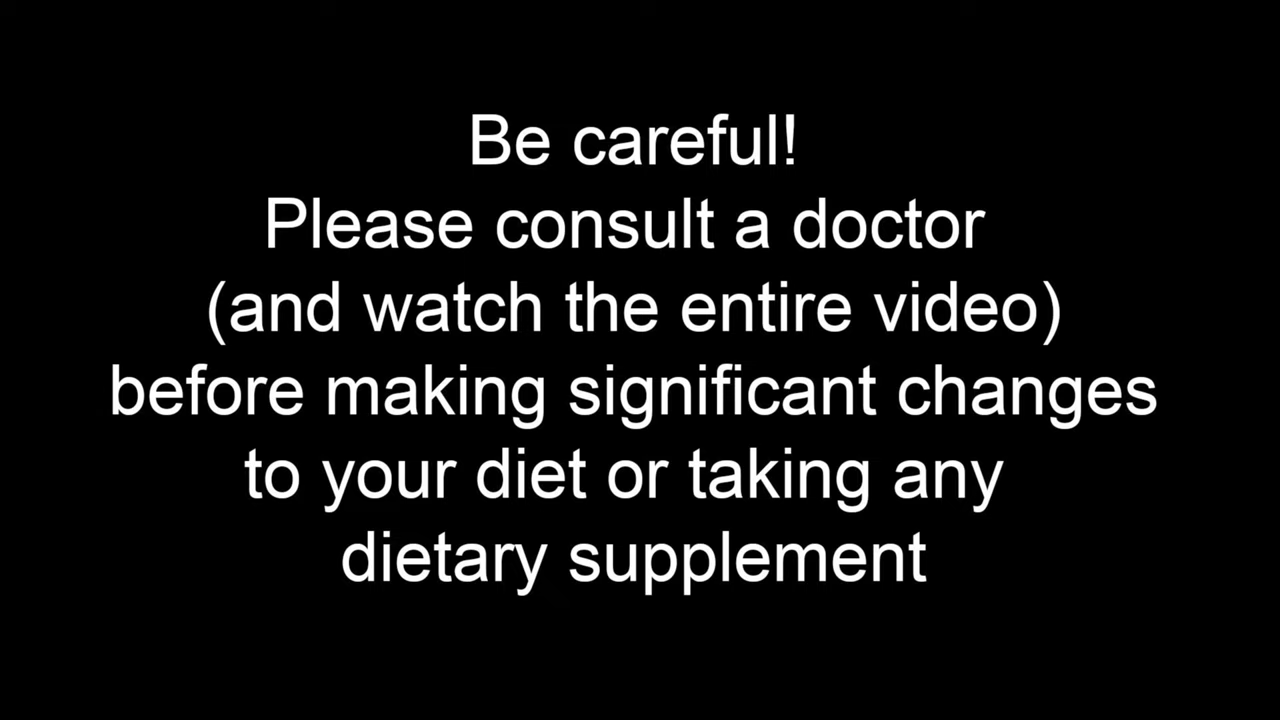 Be careful!
Please consult a doctor
(and watch the entire video)
before making significant changes
to your diet or taking any
dietary supplement